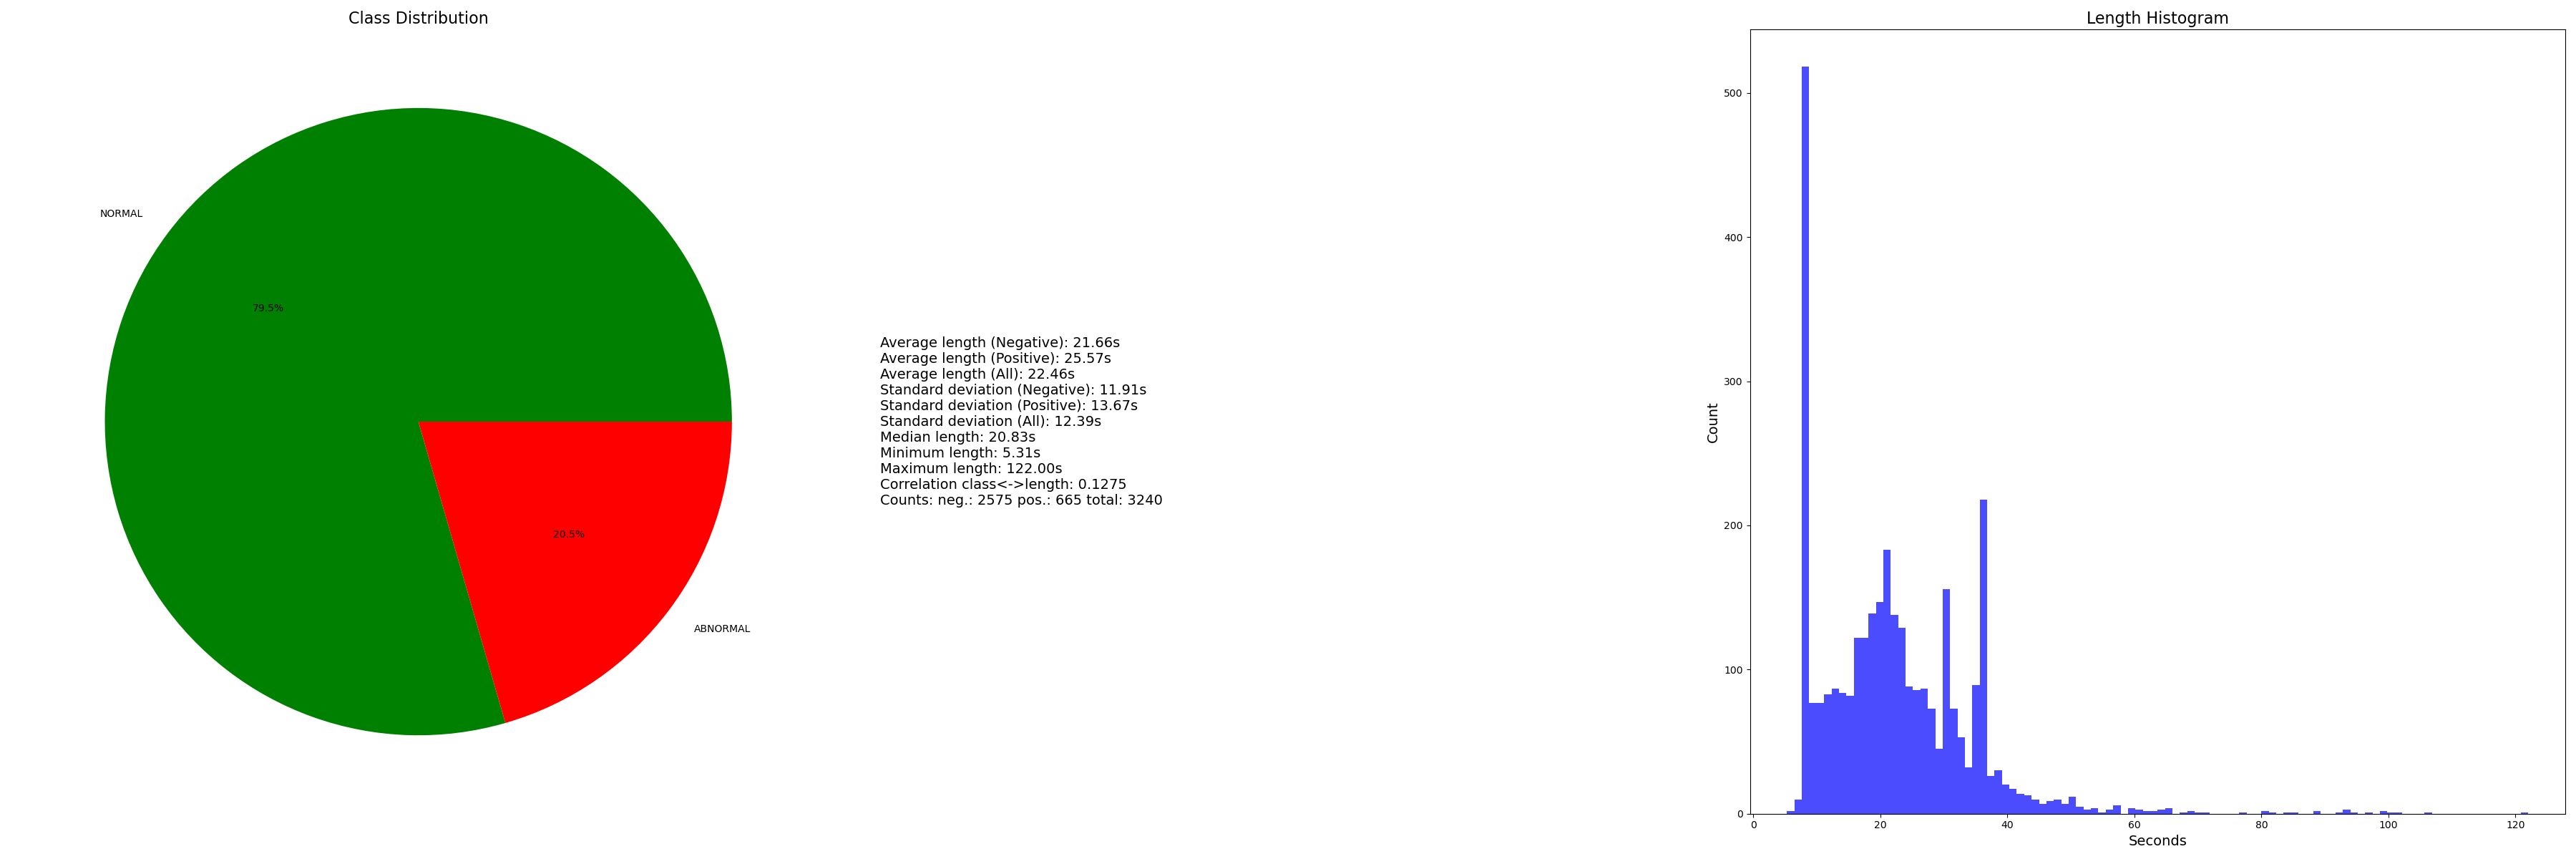 Class Distribution
NORMAL
79.5%
20.5%
ABNORMAL
Average length (Negative): 21.66s
Average length (Positive): 25.57s
Average length (All): 22.46s
Standard deviation (Negative): 11.91s
Standard deviation (Positive): 13.67s
Standard deviation (All): 12.39s
Median length: 20.83s
Minimum length: 5.31s
Maximum length: 122.00s
Correlation class<->length: 0.1275
Counts: neg.: 2575 pos.: 665 total: 3240
Length Histogram
Count
500
400
300
200
100
0
0 20 40 60 80 100 120
Seconds